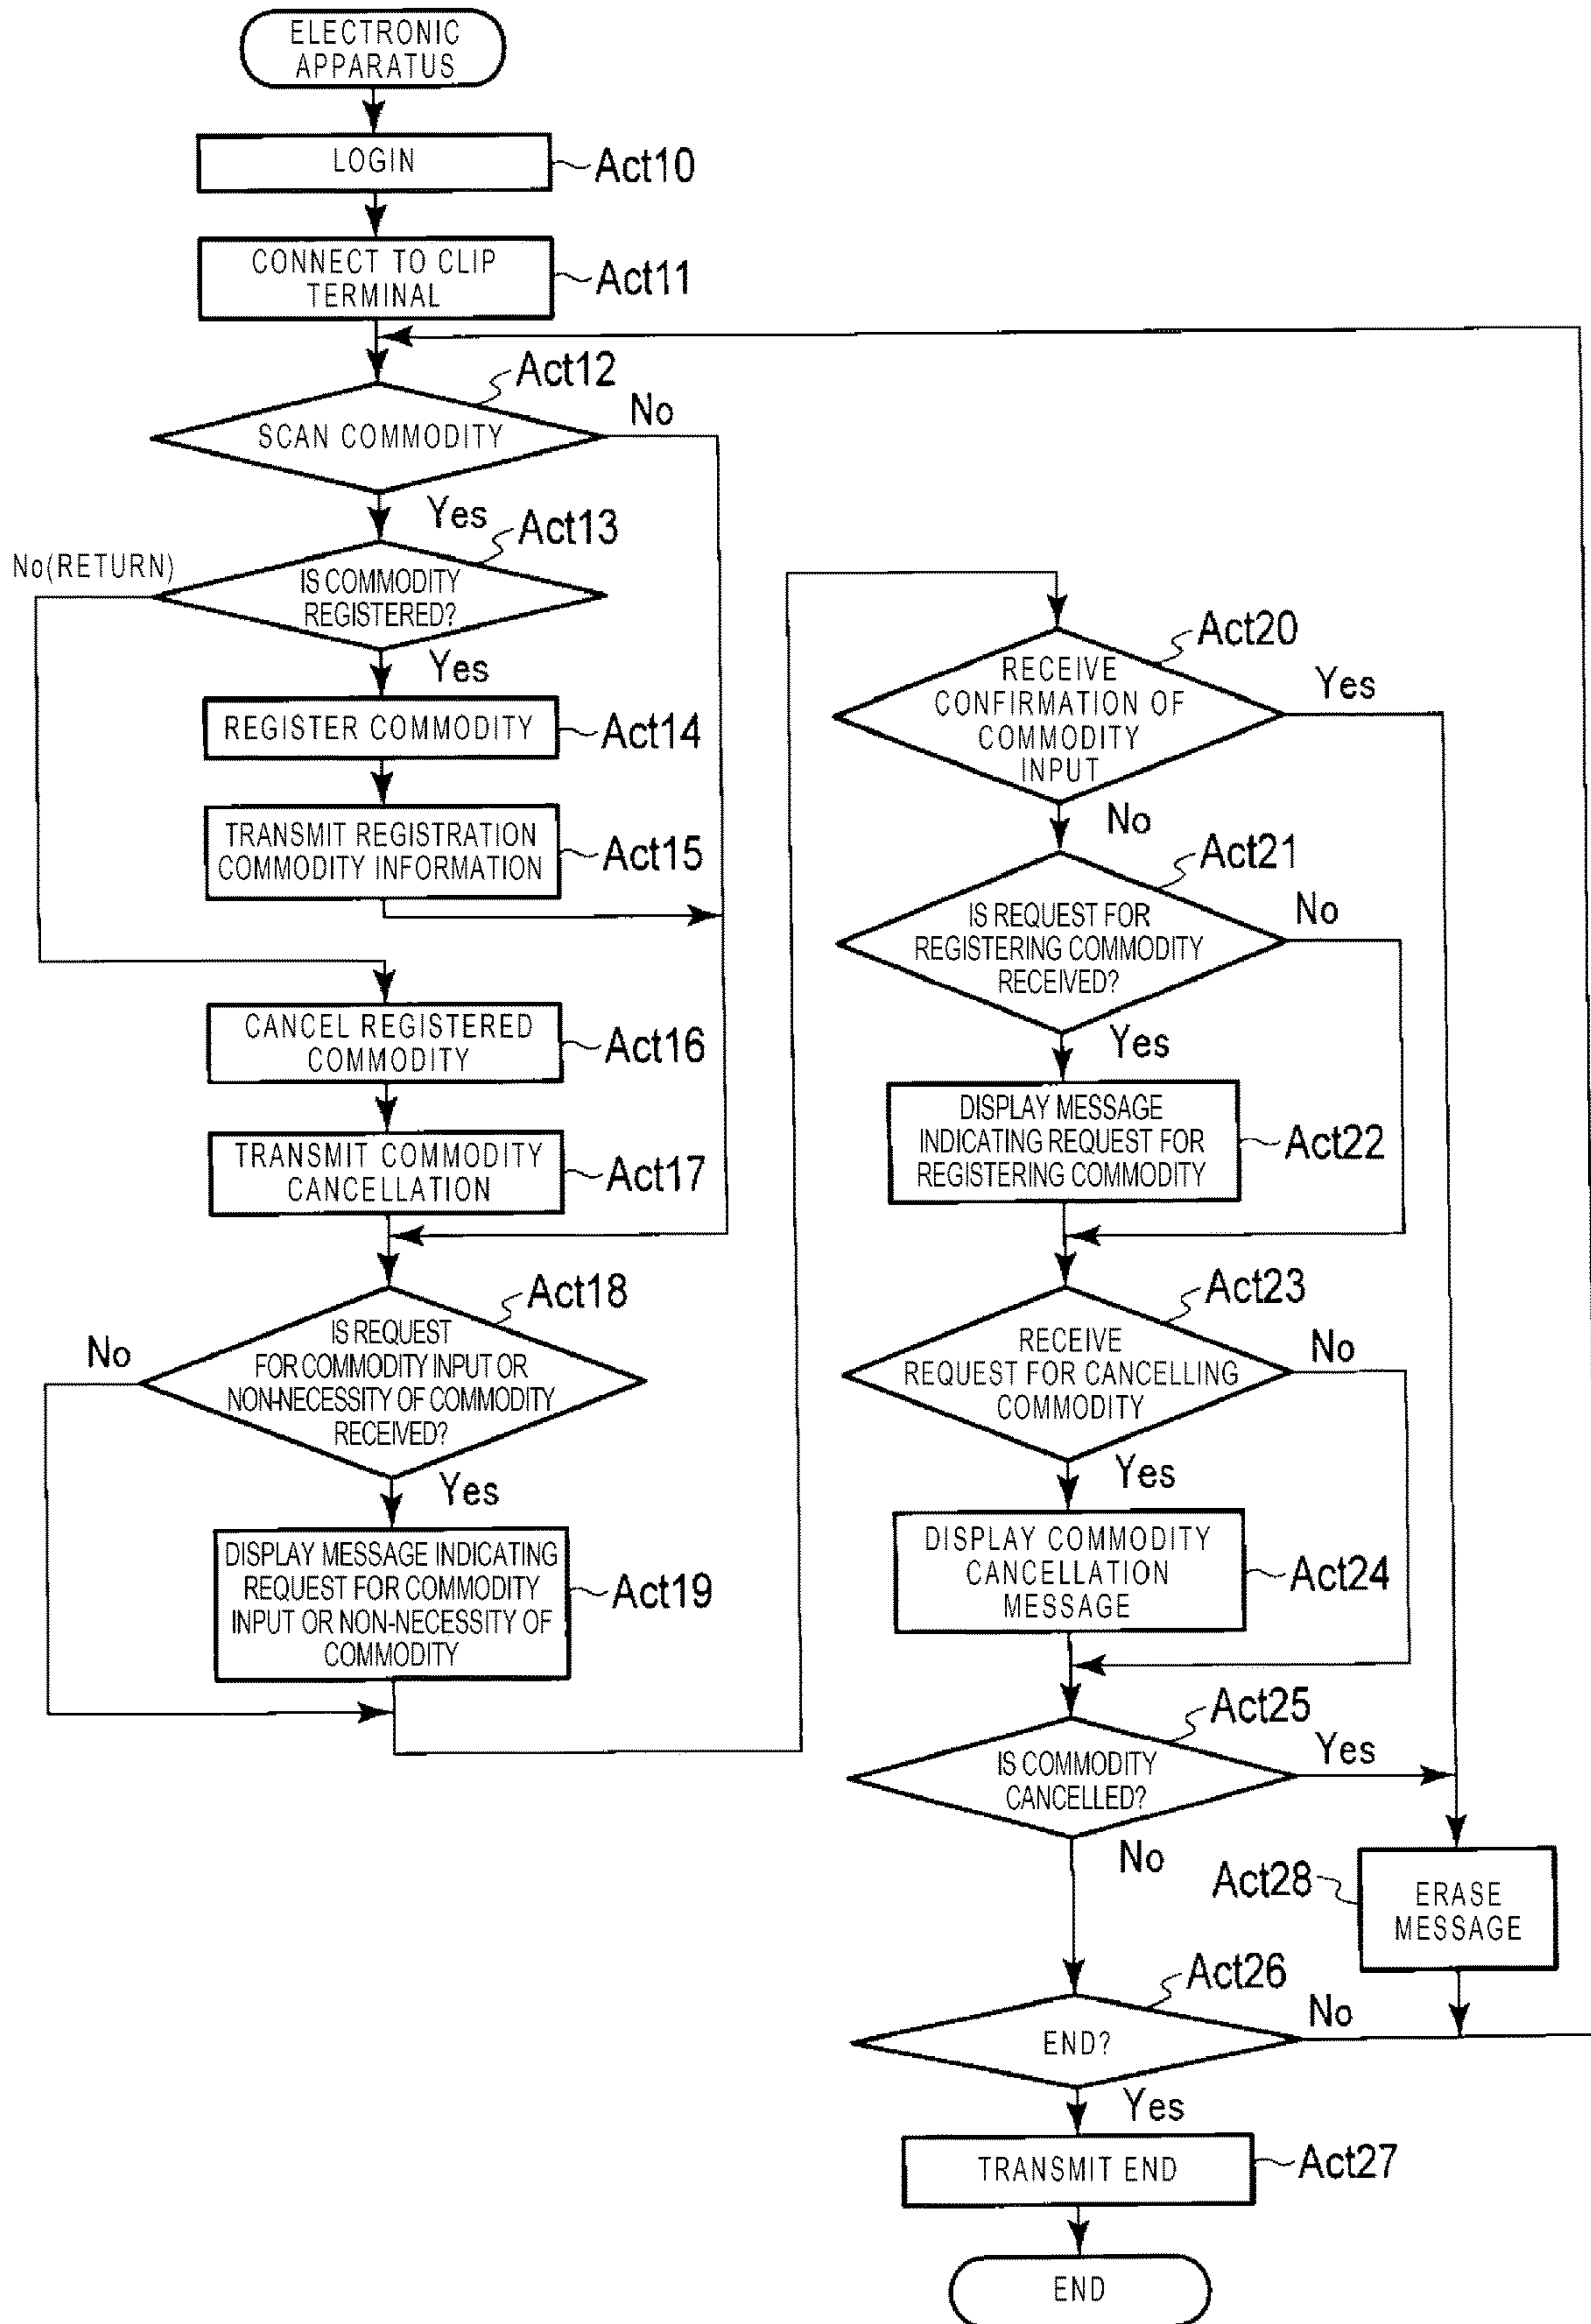 ELECTRONIC
APPARATUS
LOGIN
Act10
CONNECT TO CLIP
TERMINAL
Act11
Act12
No
SCAN COMMODITY
Yes
Act13
No(RETURN)
IS COMMODITY
REGISTERED?
Yes
REGISTER COMMODITY
Act14
TRANSMIT REGISTRATION
COMMODITY INFORMATION
Act15
CANCEL REGISTERED
COMMODITY
Act16
TRANSMIT COMMODITY
CANCELLATION
Act17
Act18
No
IS REQUEST
FOR COMMODITY INPUT OR
NON-NECESSITY OF COMMODITY
RECEIVED?
Yes
DISPLAY MESSAGE INDICATING
REQUEST FOR COMMODITY
INPUT OR NON-NECESSITY OF
COMMODITY
Act19
Act20
RECEIVE
CONFIRMATION OF
COMMODITY
INPUT
Yes
No
Act21
IS REQUEST FOR
REGISTERING COMMODITY
RECEIVED?
No
Yes
DISPLAY MESSAGE
INDICATING REQUEST FOR
REGISTERING COMMODITY
Act22
Act23
RECEIVE
REQUEST FOR CANCELLING
COMMODITY
No
Yes
DISPLAY COMMODITY
CANCELLATION
MESSAGE
Act24
Act25
IS COMMODITY
CANCELLED?
Yes
No
Act28
ERASE
MESSAGE
Act26
END?
No
Yes
TRANSMIT END
Act27
END